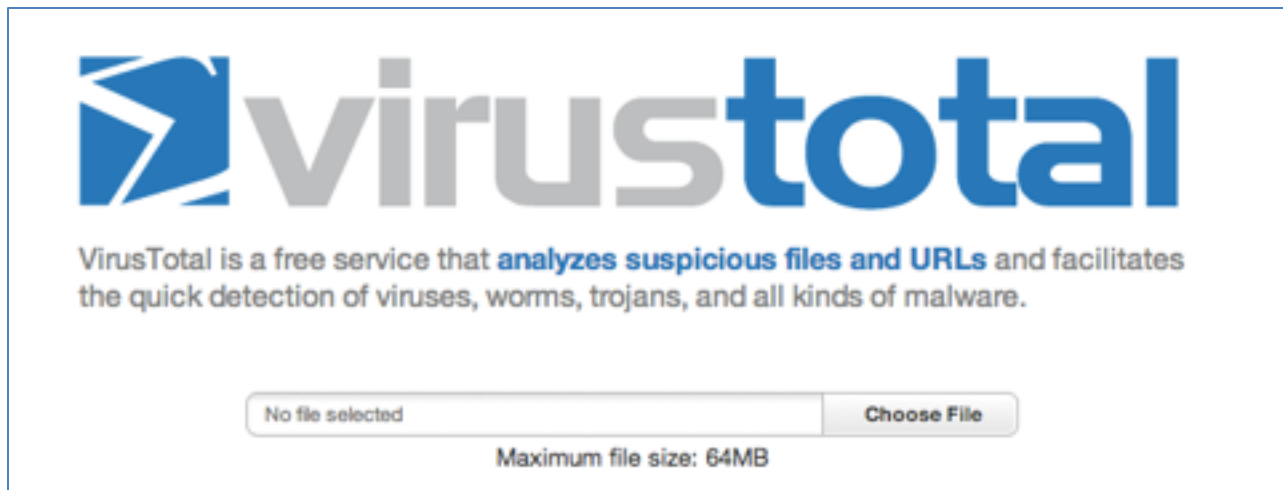 virustotal
VirusTotal is a free service that analyzes suspicious files and URLs and facilitates
the quick detection of viruses, worms, trojans, and all kinds of malware.
No file selected
Choose File
Maximum file size: 64MB